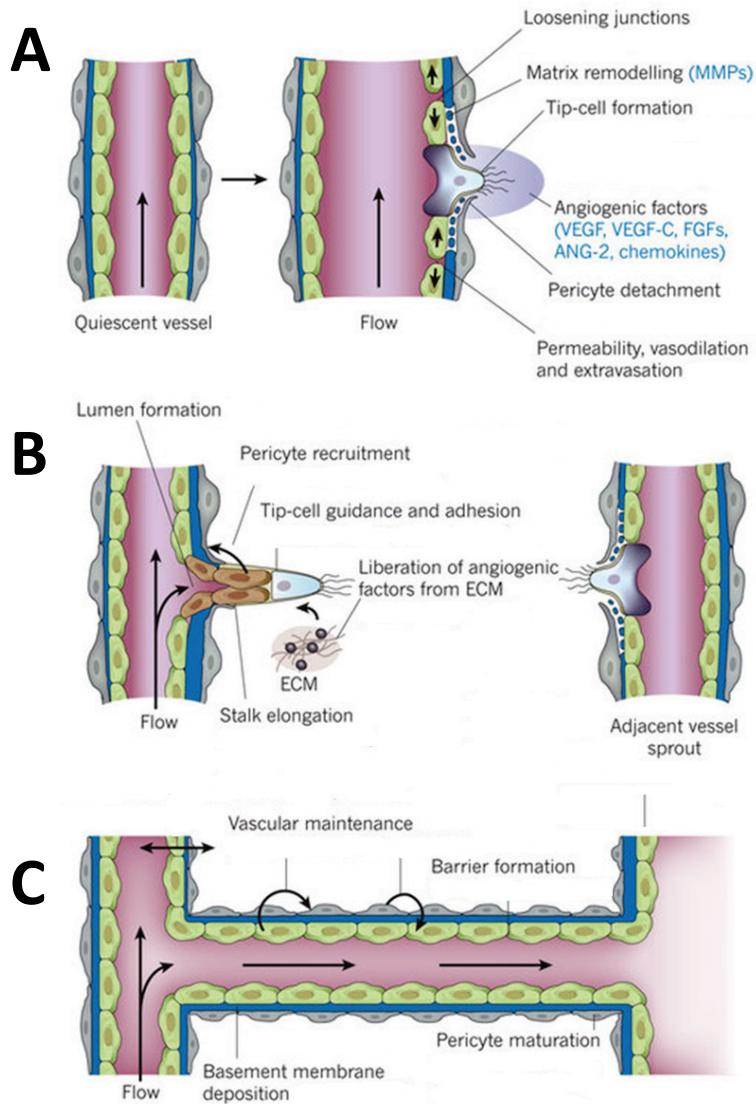 A
Loosening junctions
Matrix remodelling (MMPs)
Tip-cell formation
Angiogenic factors
(VEGF, VEGF-C, FGFs,
ANG-2, chemokines)
Pericyte detachment
Quiescent vessel
Flow
Permeability, vasodilation
and extravasation
B
Lumen formation
Pericyte recruitment
Tip-cell guidance and adhesion
Liberation of angiogenic
factors from ECM
ECM
Flow
Stalk elongation
Adjacent vessel
sprout
C
Vascular maintenance
Barrier formation
Pericyte maturation
Basement membrane
deposition
Flow